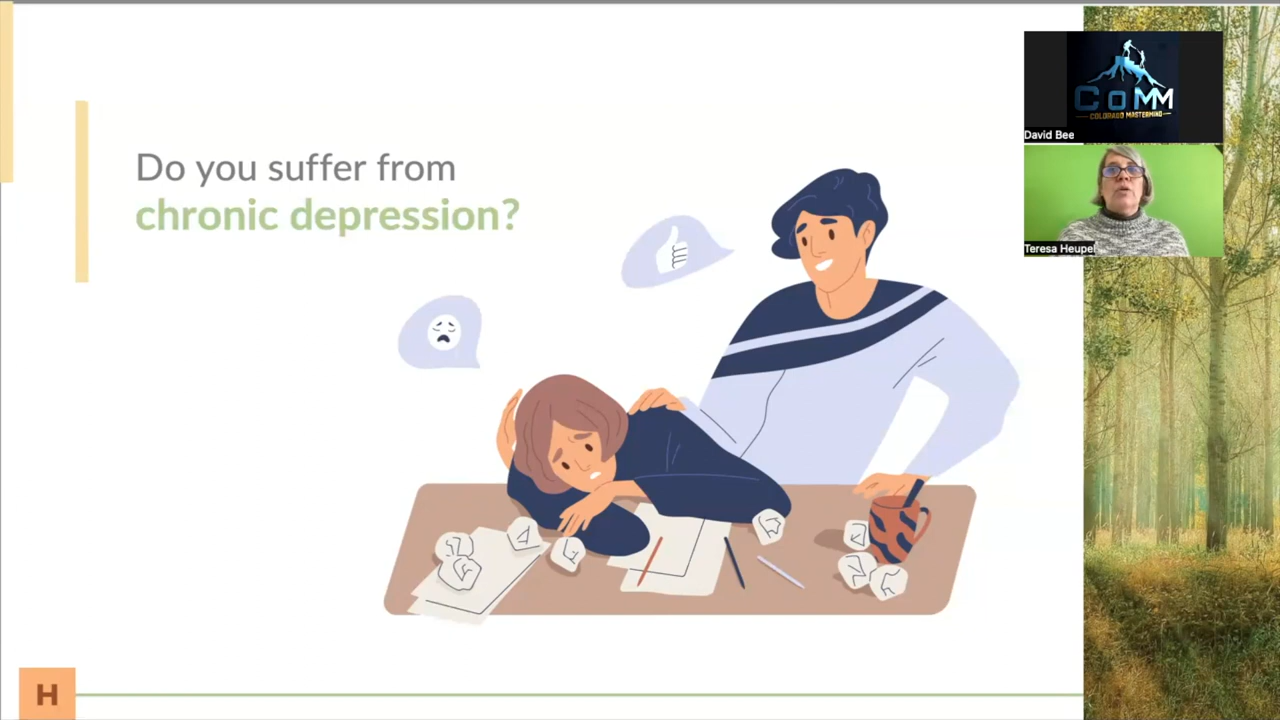 Do you suffer from
chronic depression?
CoMM
COLORADO MASTERMIND
David Bee
Teresa Heupel
H